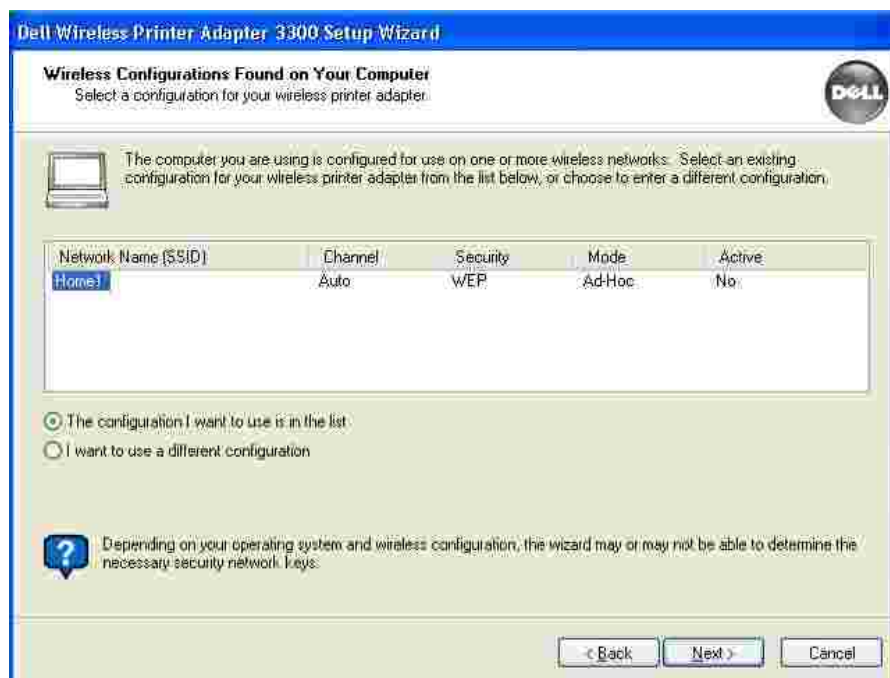 Dell Wireless Printer Adapter 3300 Setup Wizard
Wireless Configurations Found on Your Computer
Select a configuration for your wireless printer adapter.
DELL
The computer you are using is configured for use on one or more wireless networks. Select an existing
configuration for your wireless printer adapter from the list below, or choose to enter a different configuration.
Network Name (SSID) Channel Security Mode Active
Home1 Auto WEP Ad-Hoc No
The configuration I want to use is in the list
I want to use a different configuration
?
Depending on your operating system and wireless configuration, the wizard may or may not be able to determine the
necessary security network keys.
< Back Next > Cancel